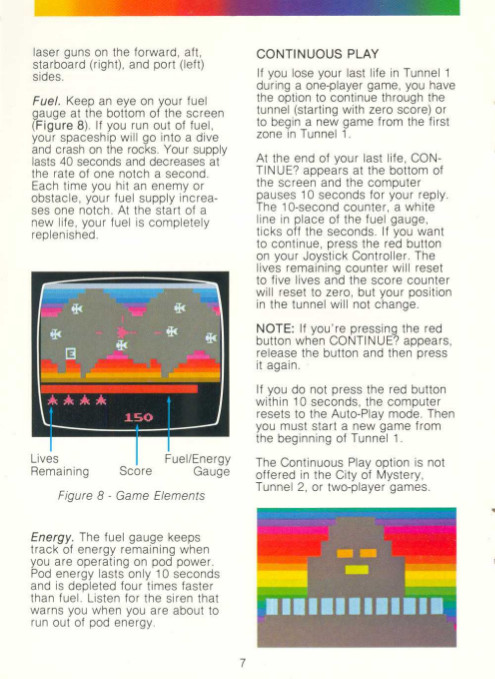 laser guns on the forward, aft,
starboard (right), and port (left)
sides.
Fuel. Keep an eye on your fuel
gauge at the bottom of the screen
(Figure 8). If you run out of fuel,
your spaceship will go into a dive
and crash on the rocks. Your supply
lasts 40 seconds and decreases at
the rate of one notch a second.
Each time you hit an enemy or
obstacle, your fuel supply increa-
ses one notch. At the start of a
new life, your fuel is completely
replenished.
150
Lives
Remaining
Score
Fuel/Energy
Gauge
Figure 8 - Game Elements
Energy. The fuel gauge keeps
track of energy remaining when
you are operating on pod power.
Pod energy lasts only 10 seconds
and is depleted four times faster
than fuel. Listen for the siren that
warns you when you are about to
run out of pod energy.
CONTINUOUS PLAY
If you lose your last life in Tunnel 1
during a one-player game, you have
the option to continue through the
tunnel (starting with zero score) or
to begin a new game from the first
zone in Tunnel 1.
At the end of your last life, CON-
TINUE? appears at the bottom of
the screen and the computer
pauses 10 seconds for your reply.
The 10-second counter, a white
line in place of the fuel gauge,
ticks off the seconds. If you want
to continue, press the red button
on your Joystick Controller. The
lives remaining counter will reset
to five lives and the score counter
will reset to zero, but your position
in the tunnel will not change.
NOTE: If you're pressing the red
button when CONTINUE? appears,
release the button and then press
it again.
If you do not press the red button
within 10 seconds, the computer
resets to the Auto-Play mode. Then
you must start a new game from
the beginning of Tunnel 1.
The Continuous Play option is not
offered in the City of Mystery,
Tunnel 2, or two-player games.
7